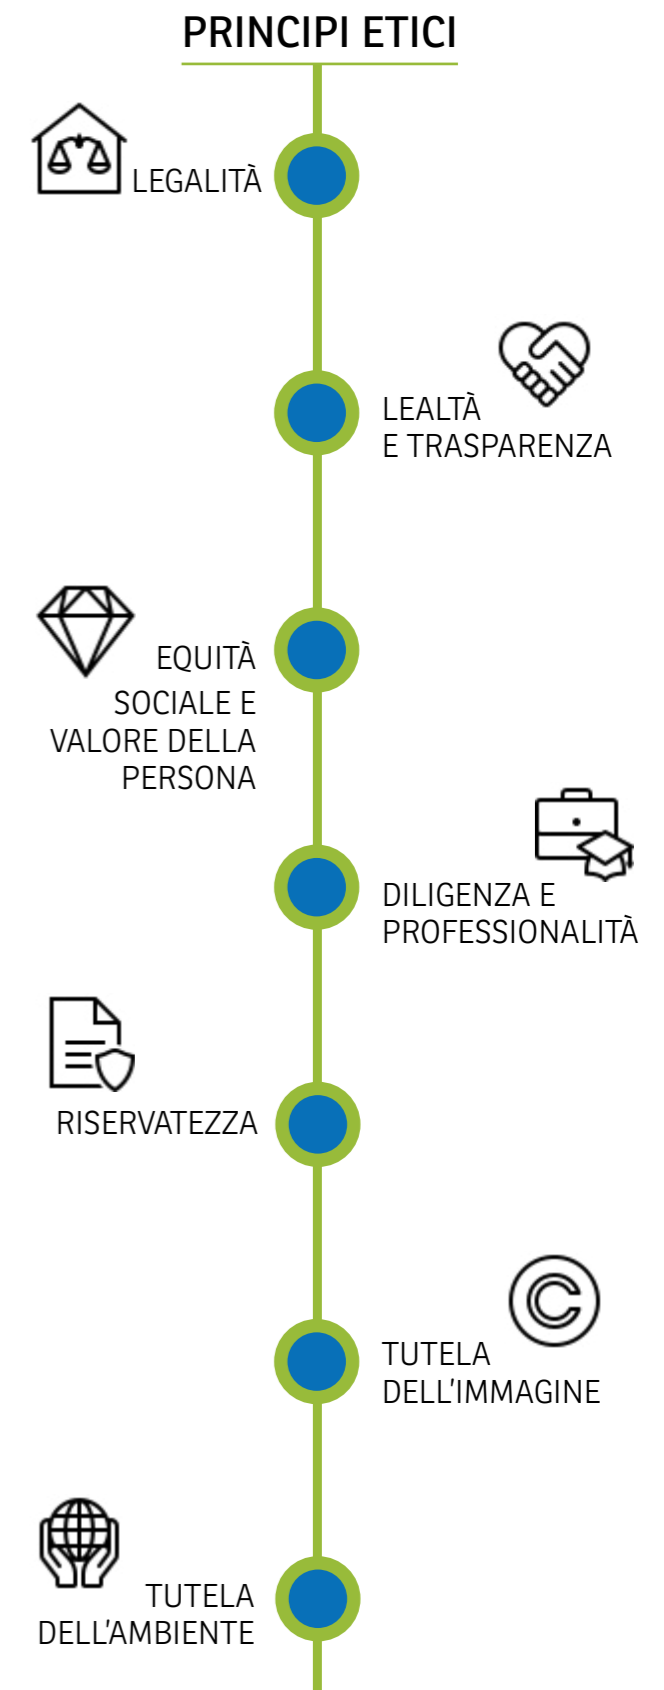 PRINCIPI ETICI
LEGALITÀ
LEALTÀ
E TRASPARENZA
EQUITÀ
SOCIALE E
VALORE DELLA
PERSONA
DILIGENZA E
PROFESSIONALITÀ
RISERVATEZZA
TUTELA
DELL'IMMAGINE
TUTELA
DELL'AMBIENTE